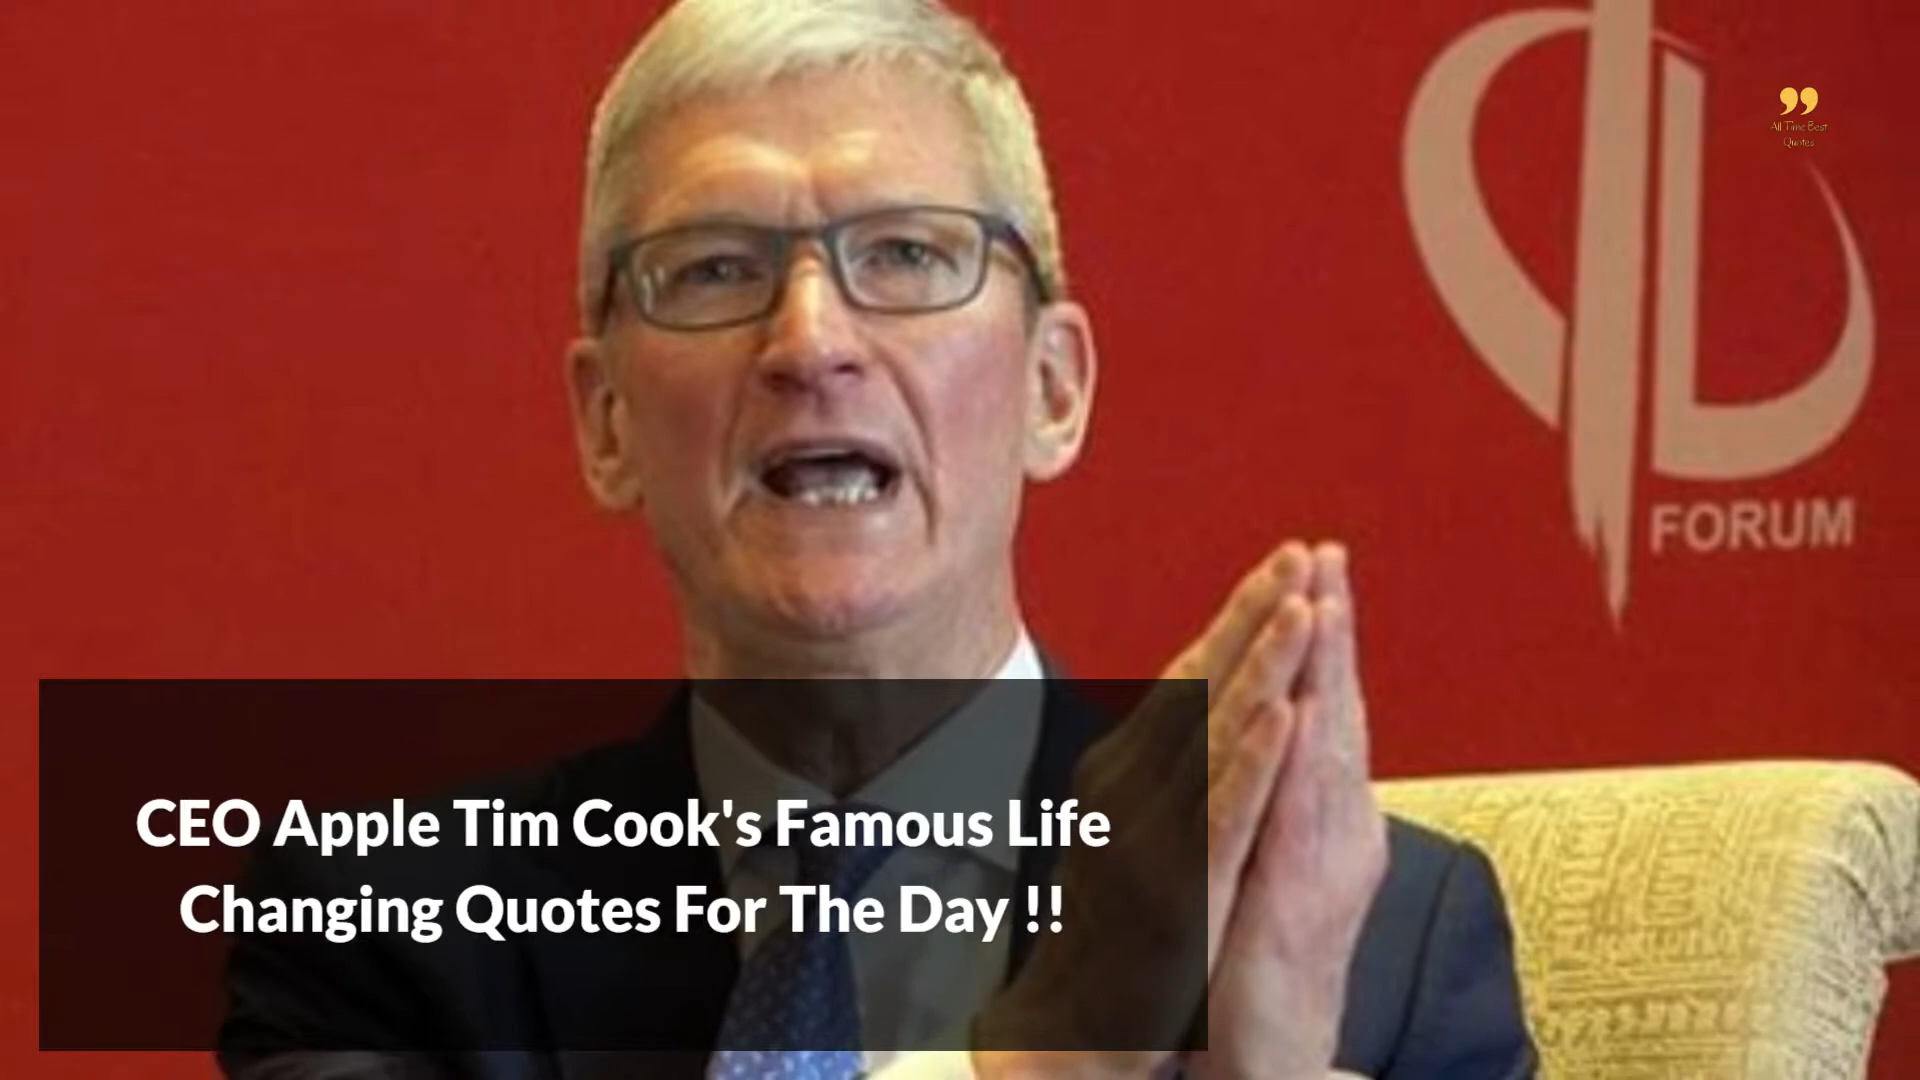 All Time Best
Quotes
FORUM
CEO Apple Tim Cook's Famous Life
Changing Quotes For The Day !!